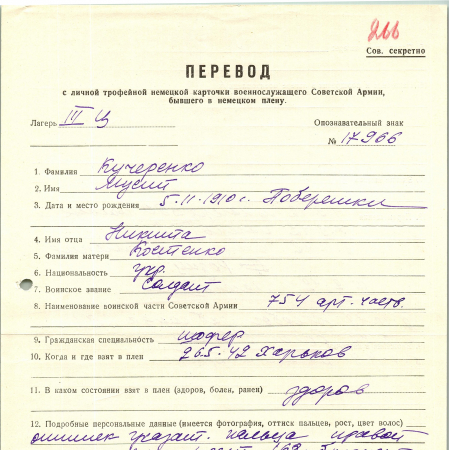 266
Сов. секретно
ПЕРЕВОД
с личной трофейной немецкой карточки военнослужащего Советской Армии,
бывшего в немецком плену.
Лагерь III Ц Опознавательный знак
№ 17966
1. Фамилия Кучеренко
2. Имя Мусий
3. Дата и место рождения 5.11.1910 г. Поберешки
4. Имя отца Никита
5. Фамилия матери Костенко
6. Национальность укр.
7. Воинское звание Солдат
8. Наименование воинской части Советской Армии 754 арт. часть.
9. Гражданская специальность шофер
10. Когда и где взят в плен 26.5.42 Харьков
11. В каком состоянии взят в плен (здоров, болен, ранен) здоров
12. Подробные персональные данные (имеется фотография, оттиск пальцев, рост, цвет волос)
оттиск указат. пальца правой